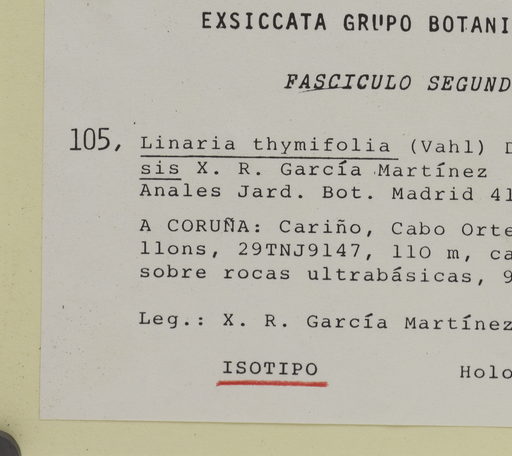 EXSICCATA GRUPO BOTANI
FASCICULO SEGUND
105, Linaria thymifolia (Vahl) D
sis X. R. García Martínez
Anales Jard. Bot. Madrid 41
A CORUÑA: Cariño, Cabo Orte
llons, 29TNJ9147, 110 m, ca
sobre rocas ultrabásicas, 9
Leg.: X. R. García Martínez
ISOTIPO Holo